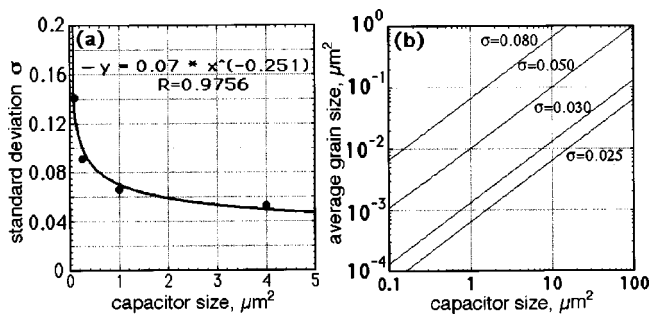 (a)
— y = 0.07 * x^(-0.251)
R=0.9756
0.2
0.16
0.12
0.08
0.04
0
0 1 2 3 4 5
standard deviation σ
capacitor size, μm²
(b)
σ=0.080
σ=0.050
σ=0.030
σ=0.025
10⁰
10⁻¹
10⁻²
10⁻³
10⁻⁴
0.1 1 10 100
average grain size, μm²
capacitor size, μm²